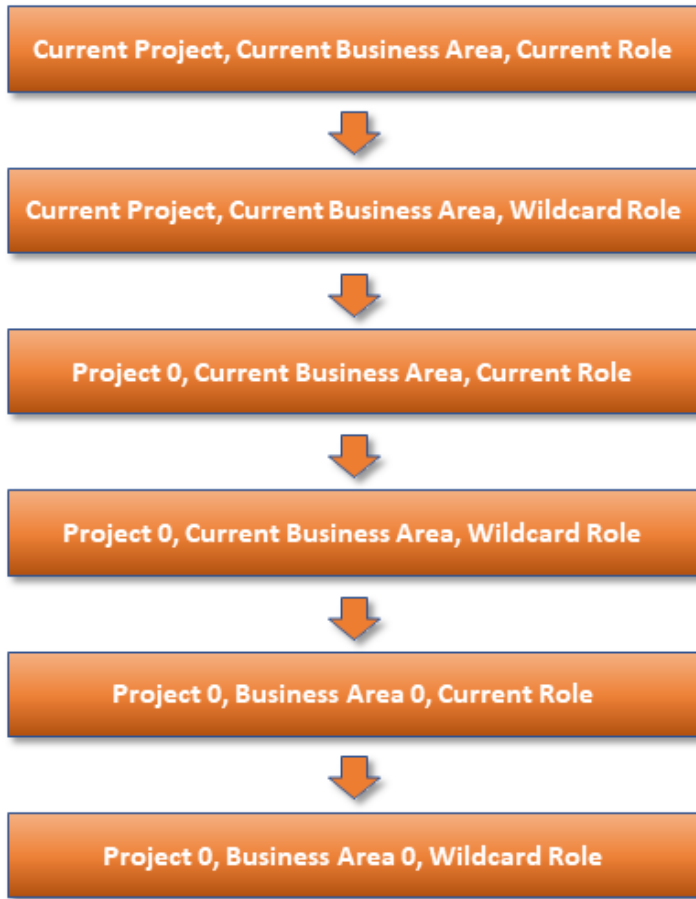 Current Project, Current Business Area, Current Role
Current Project, Current Business Area, Wildcard Role
Project 0, Current Business Area, Current Role
Project 0, Current Business Area, Wildcard Role
Project 0, Business Area 0, Current Role
Project 0, Business Area 0, Wildcard Role